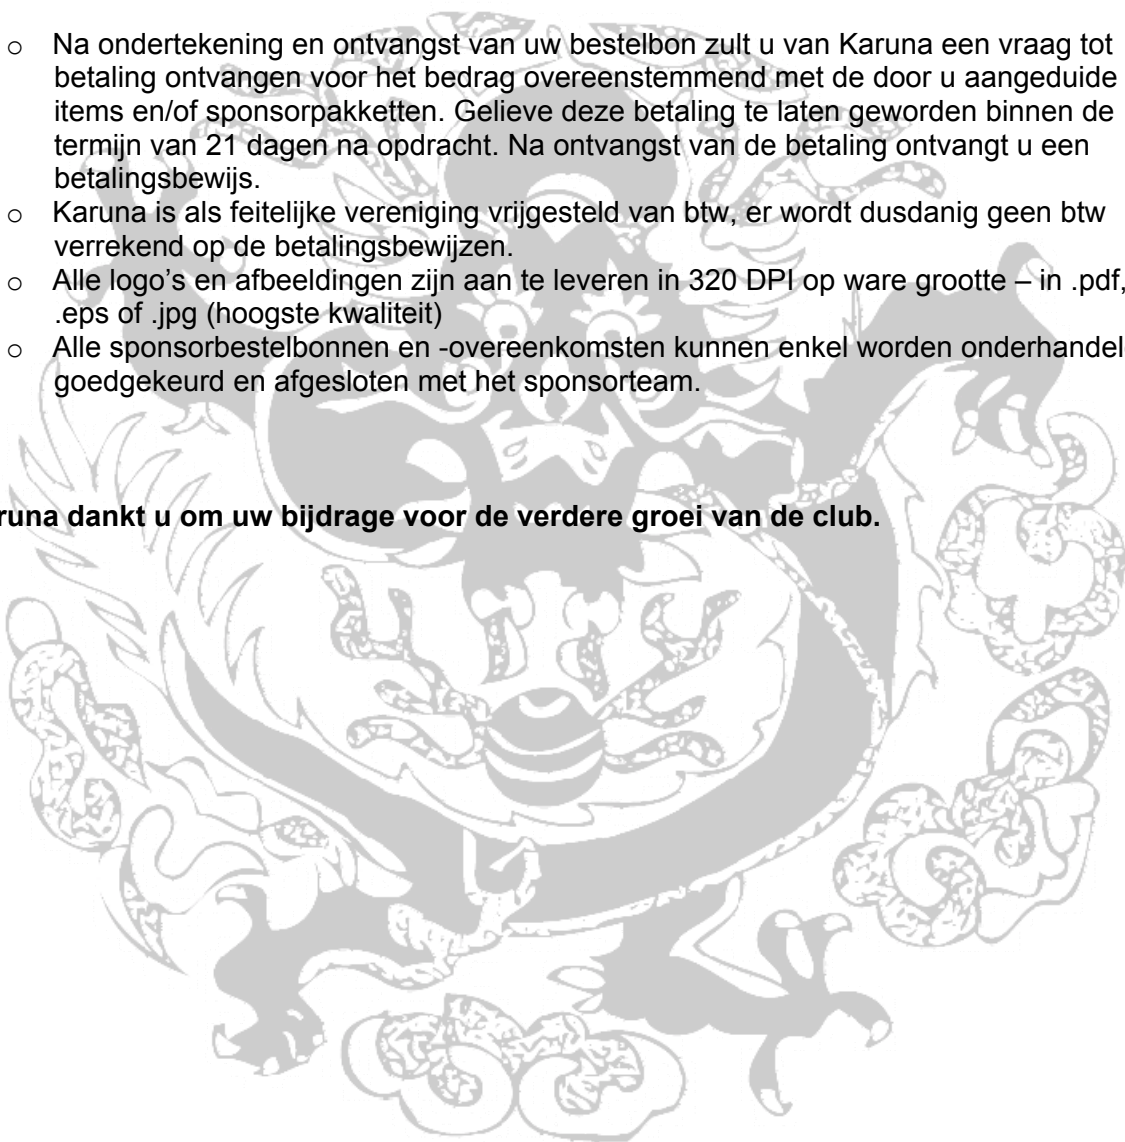 o Na ondertekening en ontvangst van uw bestelbon zult u van Karuna een vraag tot
betaling ontvangen voor het bedrag overeenstemmend met de door u aangeduide
items en/of sponsorpakketten. Gelieve deze betaling te laten geworden binnen de
termijn van 21 dagen na opdracht. Na ontvangst van de betaling ontvangt u een
betalingsbewijs.
o Karuna is als feitelijke vereniging vrijgesteld van btw, er wordt dusdanig geen btw
verrekend op de betalingsbewijzen.
o Alle logo’s en afbeeldingen zijn aan te leveren in 320 DPI op ware grootte – in .pdf,
.eps of .jpg (hoogste kwaliteit)
o Alle sponsorbestelbonnen en -overeenkomsten kunnen enkel worden onderhandel
goedgekeurd en afgesloten met het sponsorteam.
runa dankt u om uw bijdrage voor de verdere groei van de club.